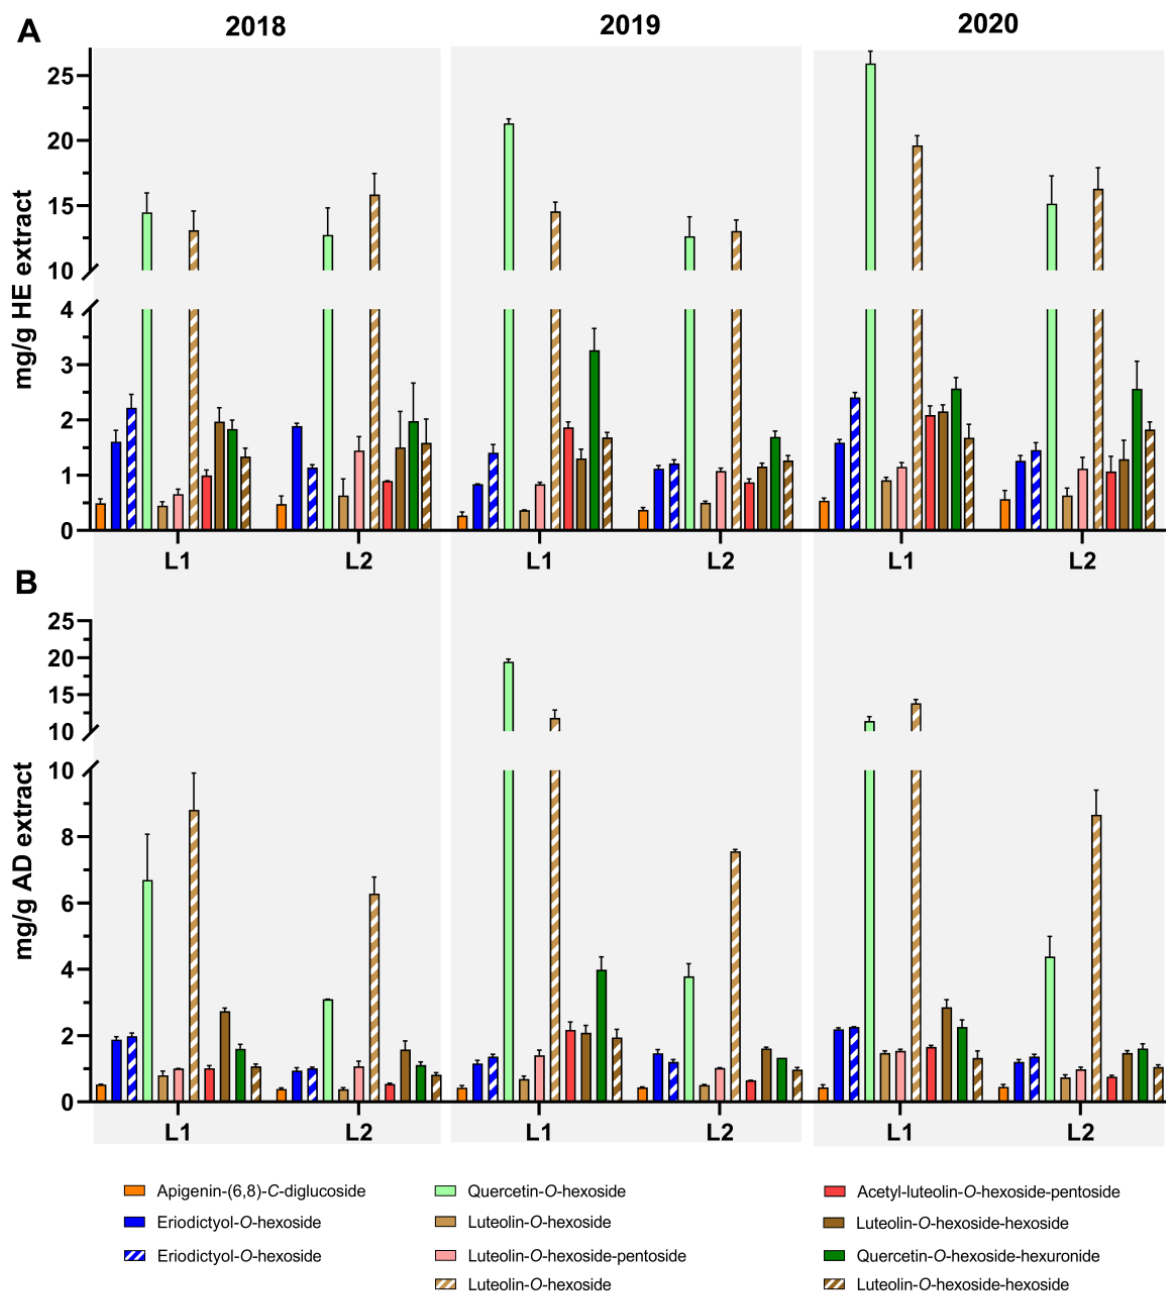 A
2018
2019
2020
mg/g HE extract
25
20
15
10
4
3
2
1
0
L1
L2
L1
L2
L1
L2
B
mg/g AD extract
25
20
15
10
10
8
6
4
2
0
L1
L2
L1
L2
L1
L2
Apigenin-(6,8)-C-diglucoside
Quercetin-O-hexoside
Acetyl-luteolin-O-hexoside-pentoside
Eriodictyol-O-hexoside
Luteolin-O-hexoside
Luteolin-O-hexoside-hexoside
Eriodictyol-O-hexoside
Luteolin-O-hexoside-pentoside
Quercetin-O-hexoside-hexuronide
Luteolin-O-hexoside
Luteolin-O-hexoside-hexoside